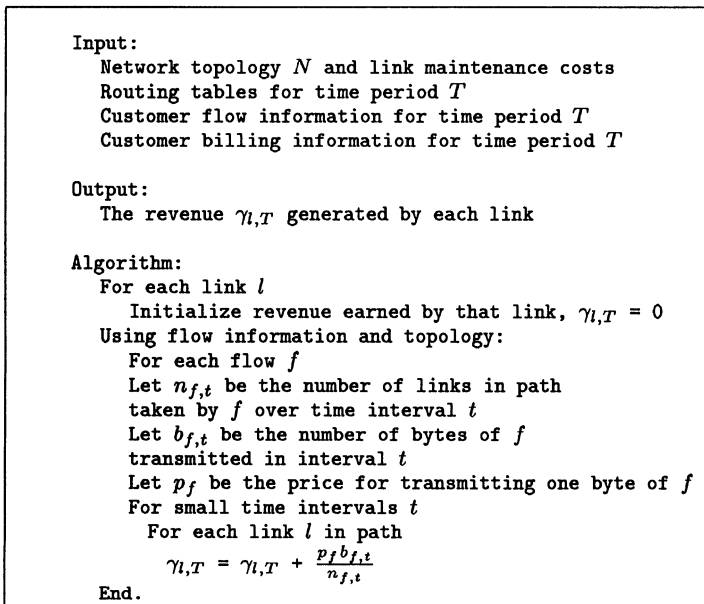 Input:
Network topology N and link maintenance costs
Routing tables for time period T
Customer flow information for time period T
Customer billing information for time period T
Output:
The revenue γ_{l,T} generated by each link
Algorithm:
For each link l
Initialize revenue earned by that link, γ_{l,T} = 0
Using flow information and topology:
For each flow f
Let n_{f,t} be the number of links in path
taken by f over time interval t
Let b_{f,t} be the number of bytes of f
transmitted in interval t
Let p_f be the price for transmitting one byte of f
For small time intervals t
For each link l in path
γ_{l,T} = γ_{l,T} + \frac{p_f b_{f,t}}{n_{f,t}}
End.